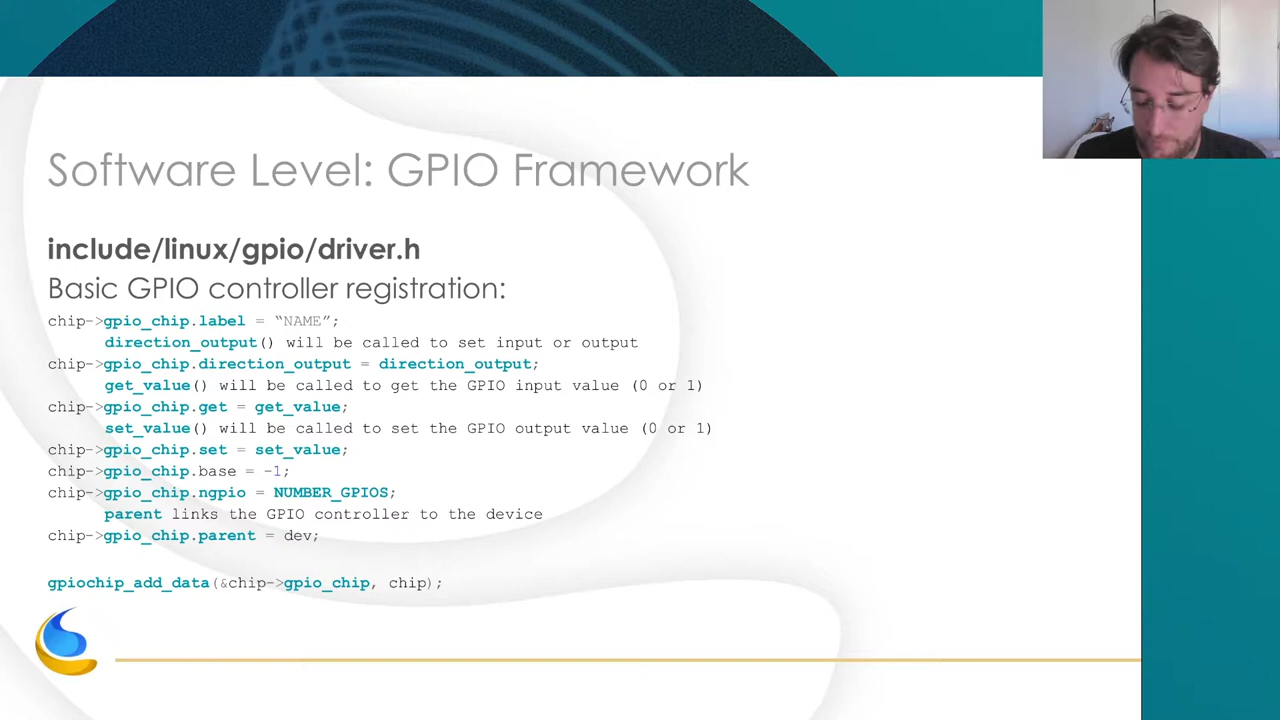 Software Level: GPIO Framework
include/linux/gpio/driver.h
Basic GPIO controller registration:
chip->gpio_chip.label = “NAME”;
direction_output() will be called to set input or output
chip->gpio_chip.direction_output = direction_output;
get_value() will be called to get the GPIO input value (0 or 1)
chip->gpio_chip.get = get_value;
set_value() will be called to set the GPIO output value (0 or 1)
chip->gpio_chip.set = set_value;
chip->gpio_chip.base = -1;
chip->gpio_chip.ngpio = NUMBER_GPIOS;
parent links the GPIO controller to the device
chip->gpio_chip.parent = dev;
gpiochip_add_data(&chip->gpio_chip, chip);